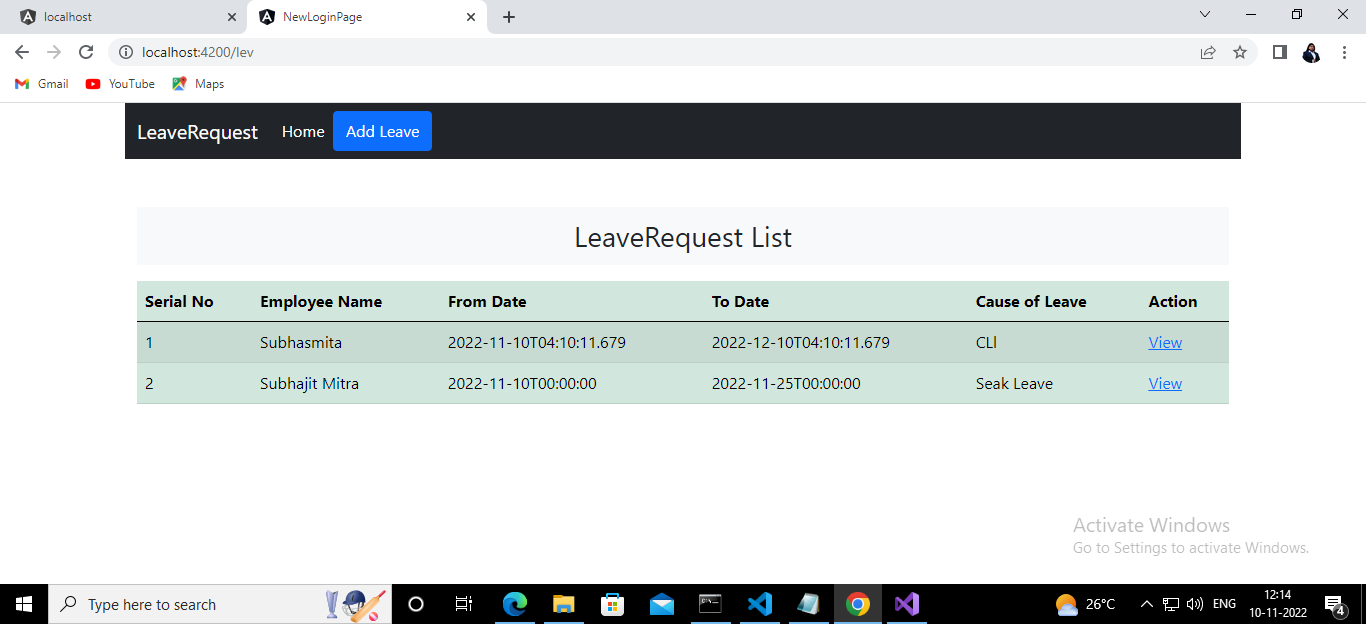 localhost
NewLoginPage
localhost:4200/lev
Gmail YouTube Maps
LeaveRequest Home Add Leave
LeaveRequest List
Serial No Employee Name From Date To Date Cause of Leave Action
1 Subhasmita 2022-11-10T04:10:11.679 2022-12-10T04:10:11.679 CLl View
2 Subhajit Mitra 2022-11-10T00:00:00 2022-11-25T00:00:00 Seak Leave View
Activate Windows
Go to Settings to activate Windows.
Type here to search
26°C
ENG
12:14
10-11-2022
4